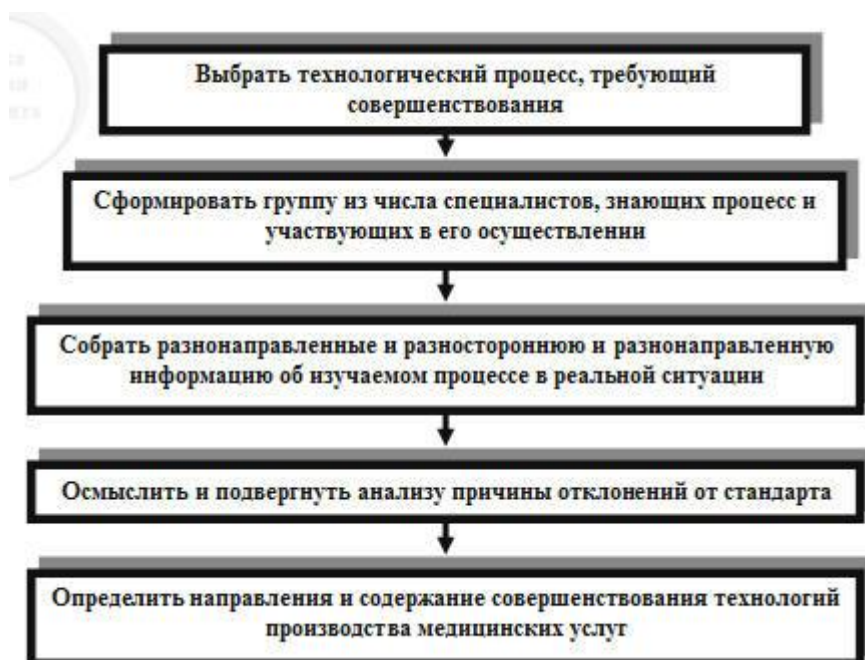 Выбрать технологический процесс, требующий
совершенствования
Сформировать группу из числа специалистов, знающих процесс и
участвующих в его осуществлении
Собрать разнонаправленные и разностороннюю и разнонаправленную
информацию об изучаемом процессе в реальной ситуации
Осмыслить и подвергнуть анализу причины отклонений от стандарта
Определить направления и содержание совершенствования технологий
производства медицинских услуг